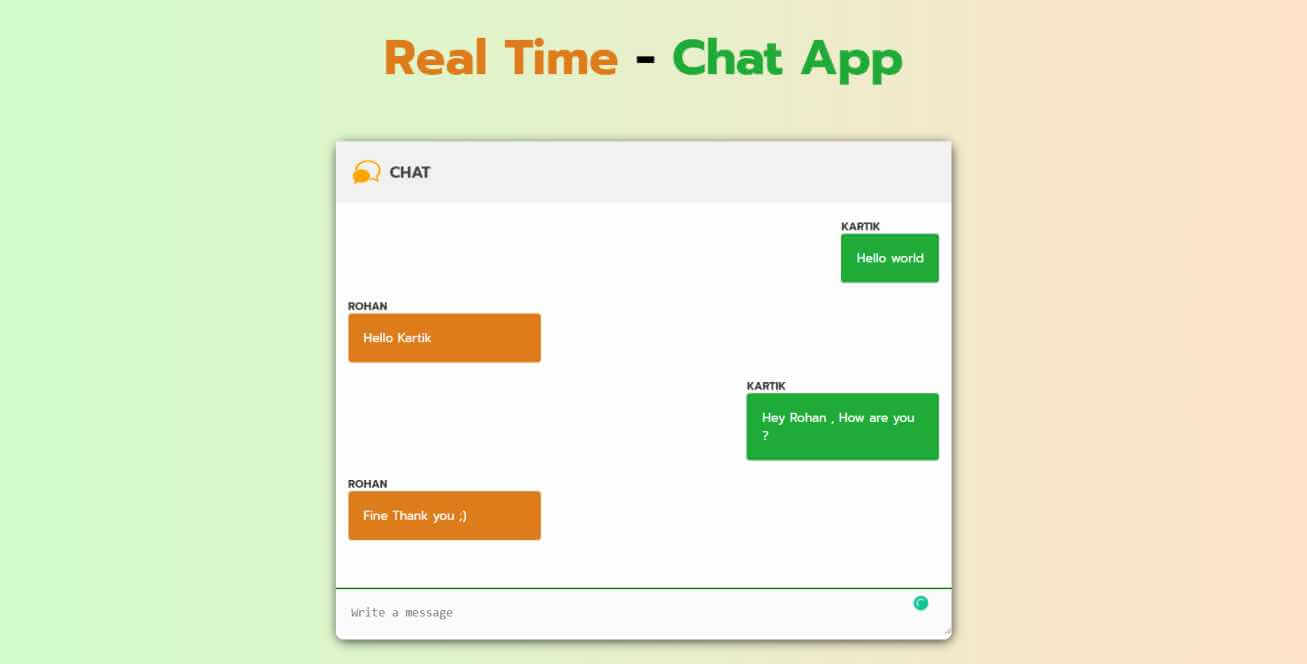 Real Time - Chat App
CHAT
KARTIK
Hello world
ROHAN
Hello Kartik
KARTIK
Hey Rohan , How are you
?
ROHAN
Fine Thank you ;)
Write a message